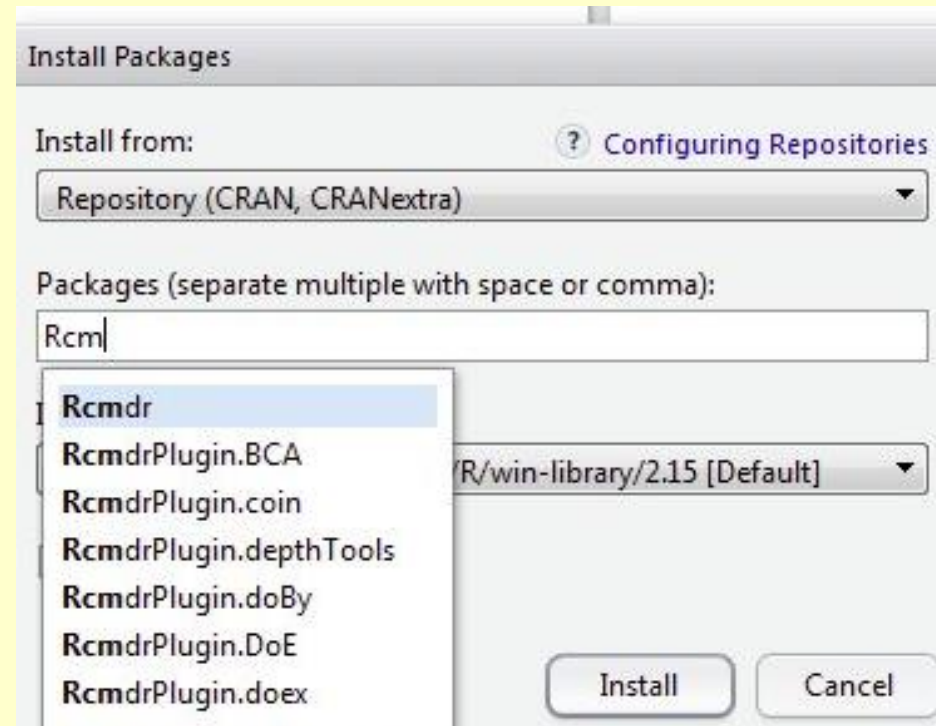 Install Packages
Install from:
? Configuring Repositories
Repository (CRAN, CRANextra)
Packages (separate multiple with space or comma):
Rcm
Rcmdr
RcmdrPlugin.BCA
/R/win-library/2.15 [Default]
RcmdrPlugin.coin
RcmdrPlugin.depthTools
RcmdrPlugin.doBy
RcmdrPlugin.DoE
RcmdrPlugin.doex
Install
Cancel